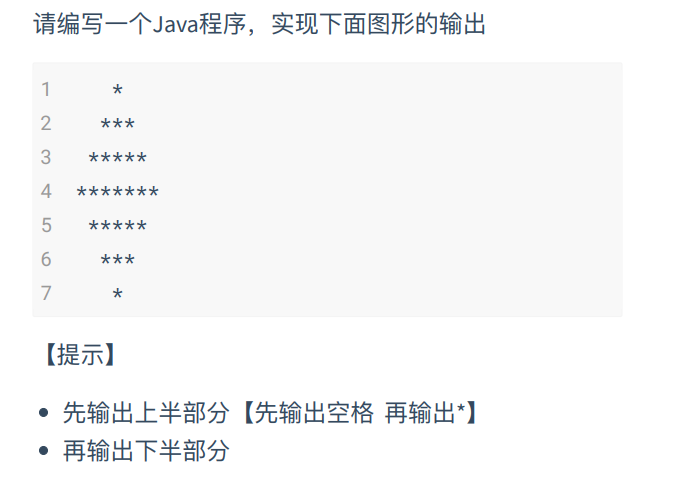 请编写一个Java程序，实现下面图形的输出
1    *
2   ***
3  *****
4 *******
5  *****
6   ***
7    *
【提示】
• 先输出上半部分【先输出空格 再输出*】
• 再输出下半部分